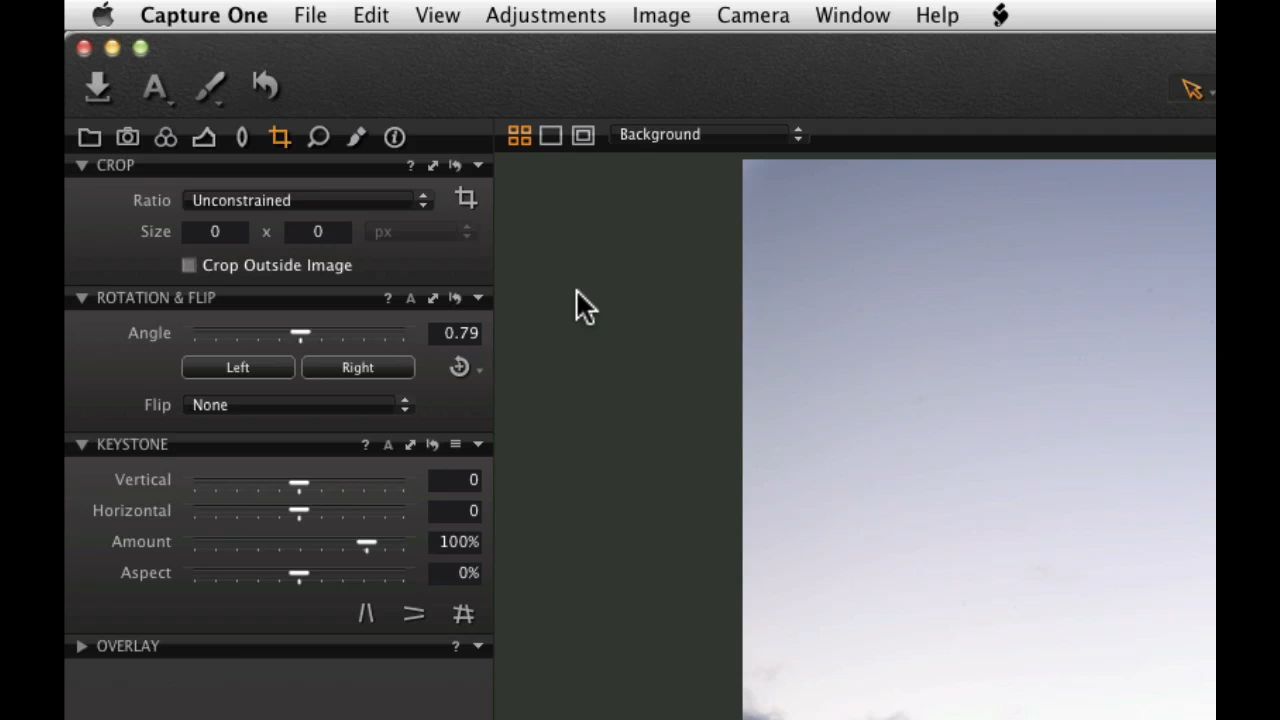 Capture One File Edit View Adjustments Image Camera Window Help
A
Background
CROP ?
Ratio Unconstrained
Size 0 x 0 px
Crop Outside Image
ROTATION & FLIP ? A
Angle 0.79
Left Right
Flip None
KEYSTONE ? A
Vertical 0
Horizontal 0
Amount 100%
Aspect 0%
OVERLAY ?